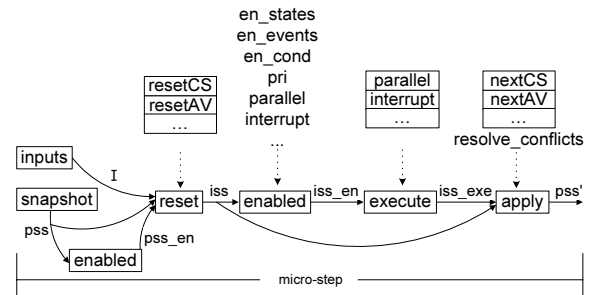 en_states
en_events
en_cond
pri
parallel
interrupt
...
resetCS
resetAV
...
parallel
interrupt
...
nextCS
nextAV
...
resolve_conflicts
inputs
I
snapshot
reset
iss
enabled
iss_en
execute
iss_exe
apply
pss'
pss
pss_en
enabled
micro-step